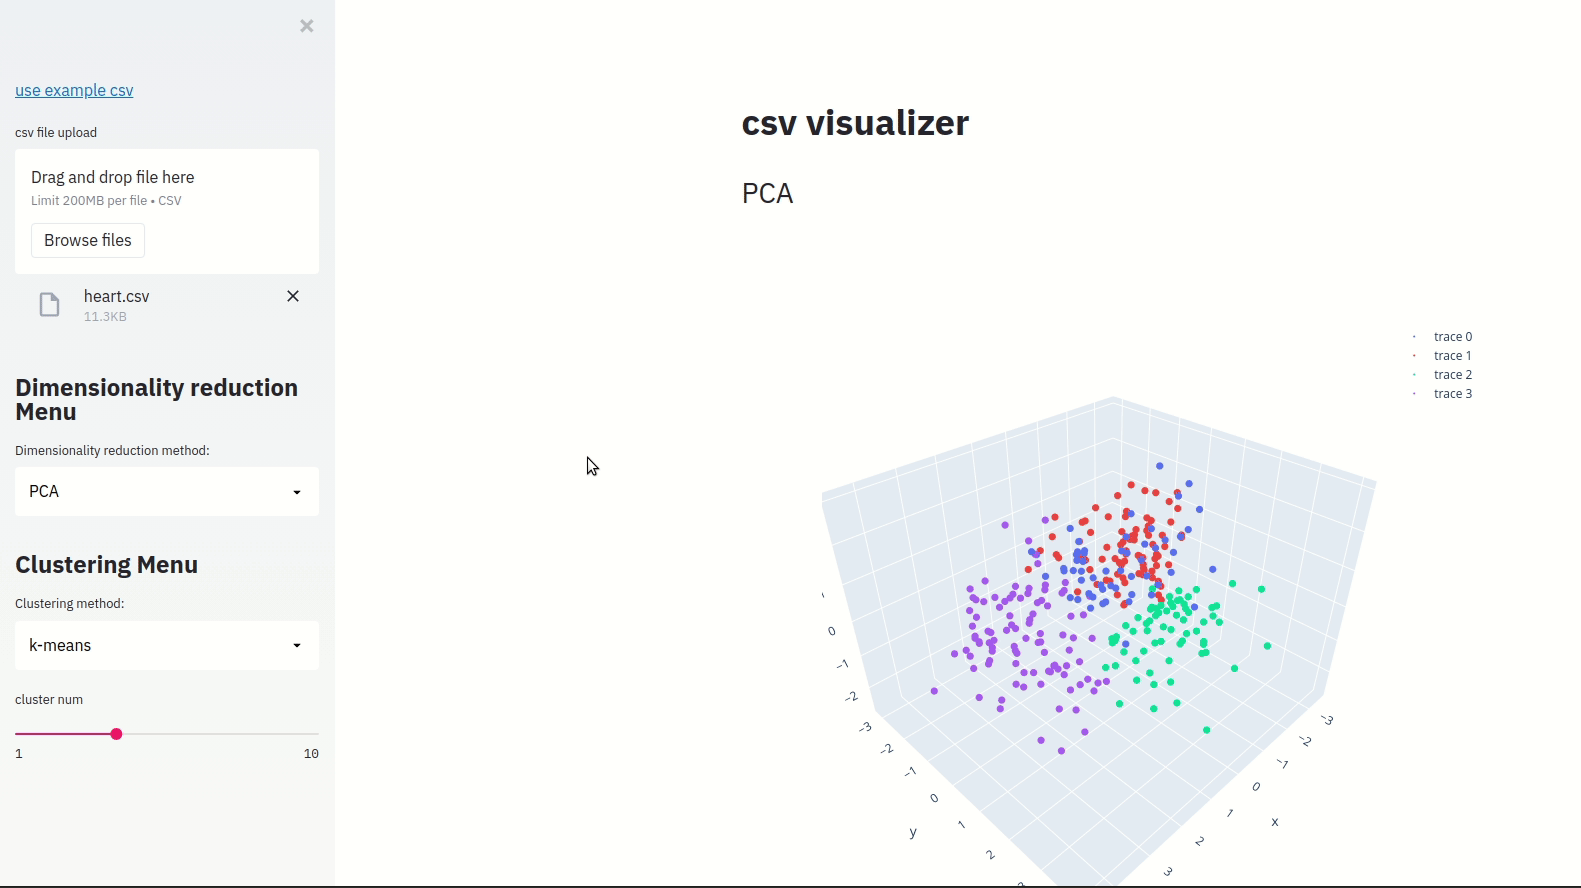 use example csv
csv file upload
Drag and drop file here
Limit 200MB per file • CSV
Browse files
heart.csv
11.3KB
Dimensionality reduction
Menu
Dimensionality reduction method:
PCA
Clustering Menu
Clustering method:
k-means
cluster num
1 10
csv visualizer
PCA
trace 0
trace 1
trace 2
trace 3
0
−1
−2
−3
−2
−1
0
1
2
y
−3
−2
−1
0
1
2
3
x